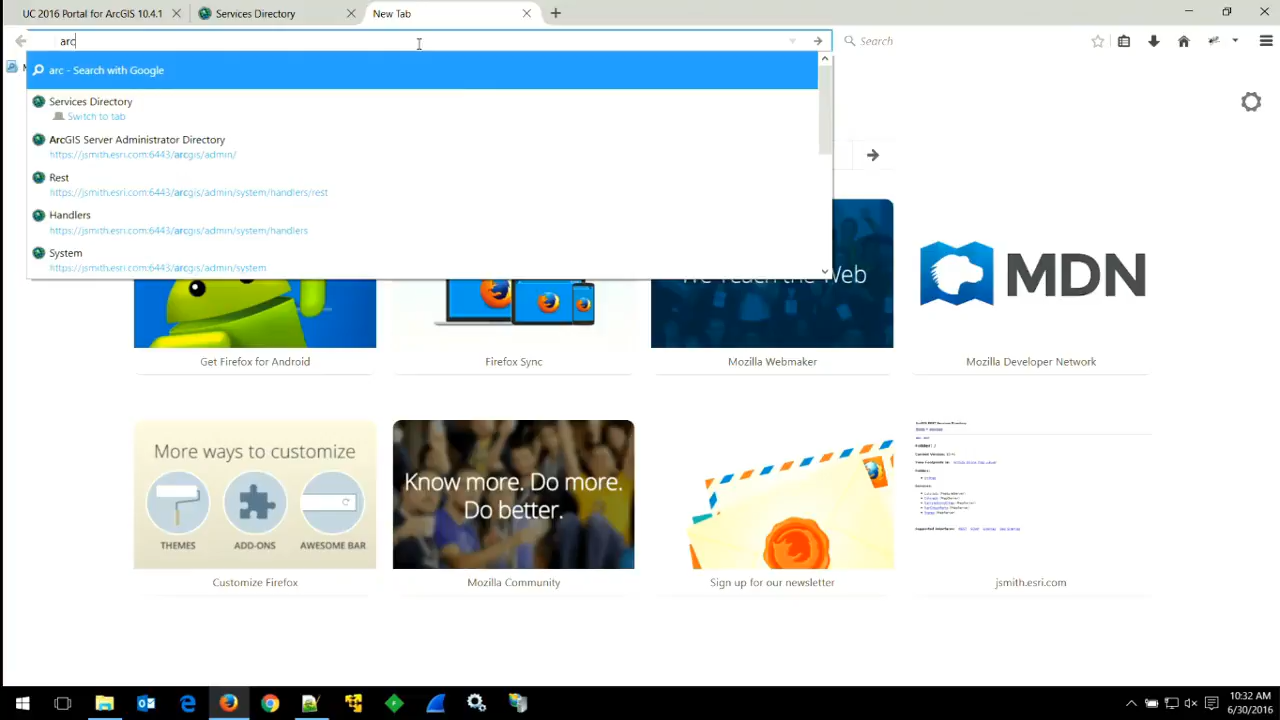 UC 2016 Portal for ArcGIS 10.4.1
Services Directory
New Tab
arc
Search
arc - Search with Google
Services Directory
Switch to tab
ArcGIS Server Administrator Directory
https://jsmith.esri.com:6443/arcgis/admin/
Rest
https://jsmith.esri.com:6443/arcgis/admin/system/handlers/rest
Handlers
https://jsmith.esri.com:6443/arcgis/admin/system/handlers
System
https://jsmith.esri.com:6443/arcgis/admin/system
We Teach the Web
MDN
Get Firefox for Android
Firefox Sync
Mozilla Webmaker
Mozilla Developer Network
More ways to customize
THEMES
ADD-ONS
AWESOME BAR
Know more. Do more.
Do better.
Customize Firefox
Mozilla Community
Sign up for our newsletter
jsmith.esri.com
10:32 AM
6/30/2016